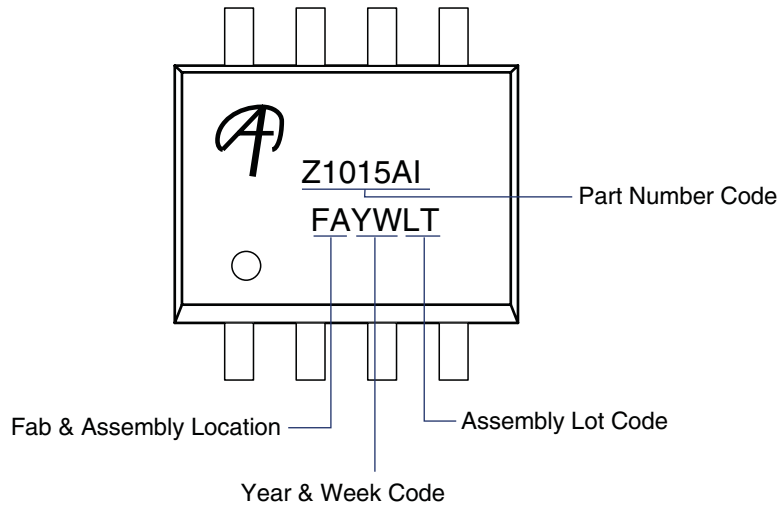 Z1015AI
Part Number Code
FAYWLT
Fab & Assembly Location
Assembly Lot Code
Year & Week Code